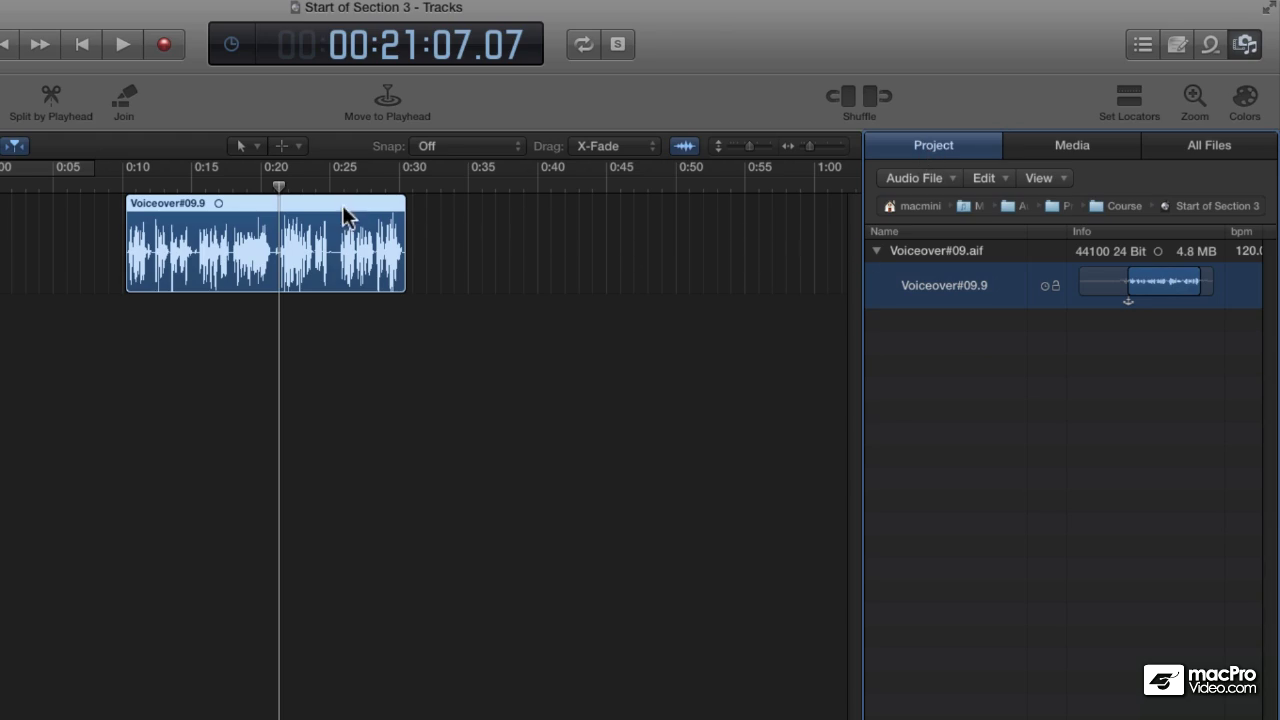 Start of Section 3 - Tracks
00:21:07.07
S
Split by Playhead
Join
Move to Playhead
Shuffle
Set Locators
Zoom
Colors
Snap: Off
Drag: X-Fade
Project
Media
All Files
00
0:05
0:10
0:15
0:20
0:25
0:30
0:35
0:40
0:45
0:50
0:55
1:00
Audio File
Edit
View
macmini
M
A
P
Course
Start of Section 3
Name
Info
bpm
Voiceover#09.9
Voiceover#09.aif
44100 24 Bit
4.8 MB
120.
Voiceover#09.9
macPro
Video.com